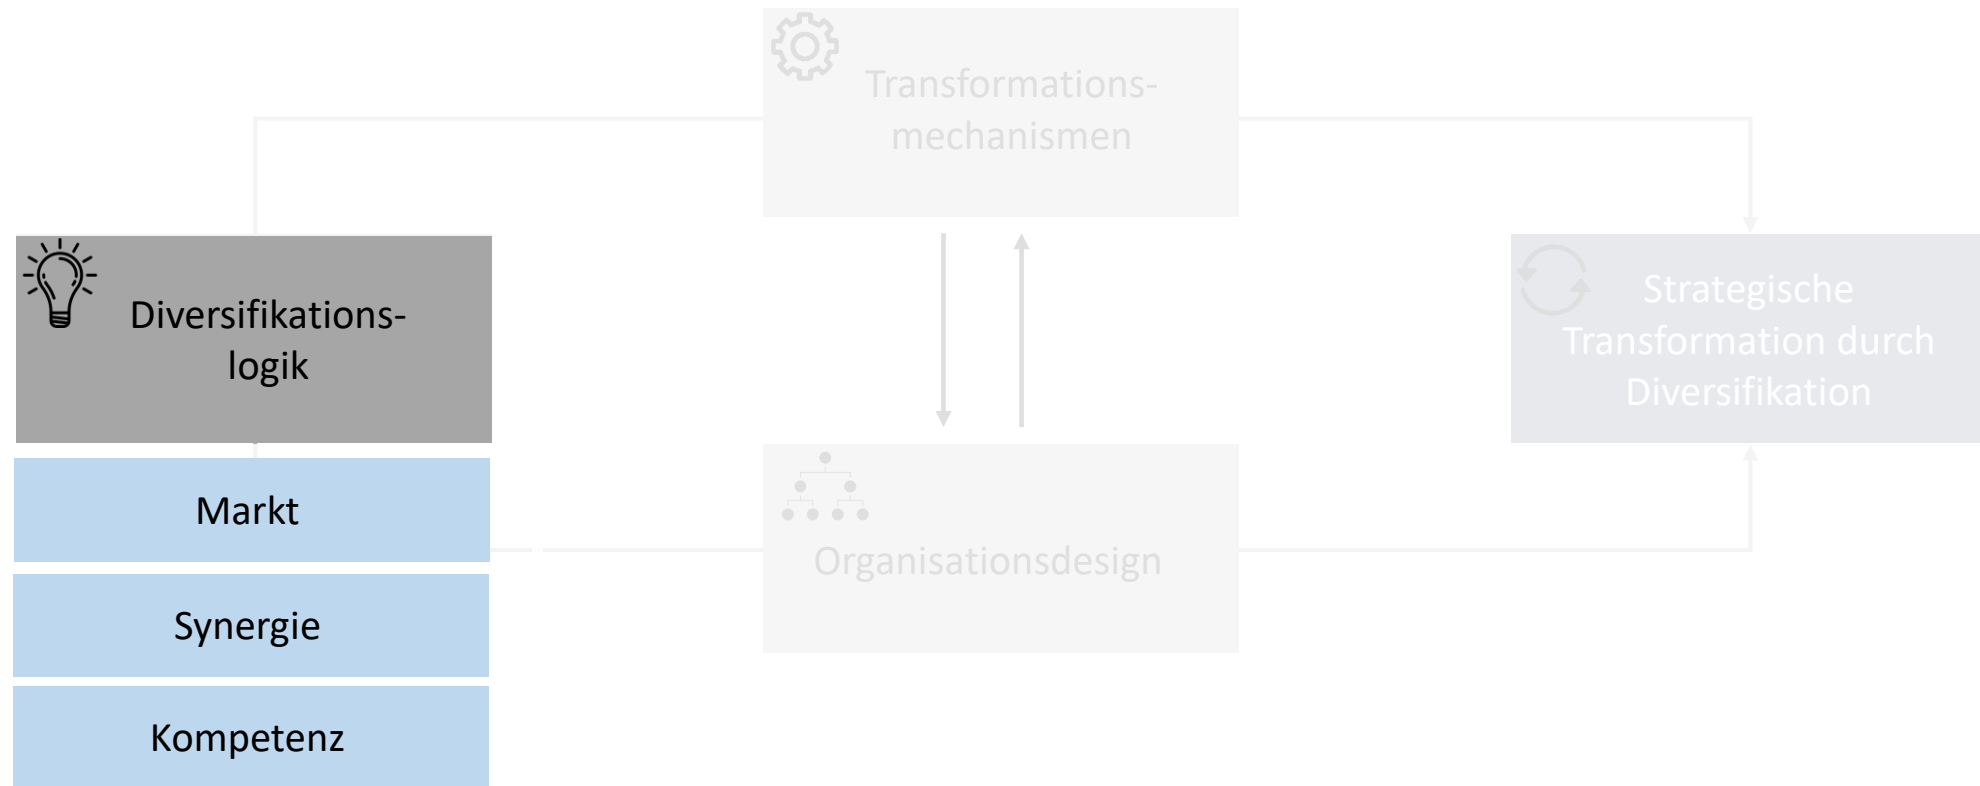 Transformations-
mechanismen
Diversifikations-
logik
Strategische
Transformation durch
Diversifikation
Markt
Organisationsdesign
Synergie
Kompetenz